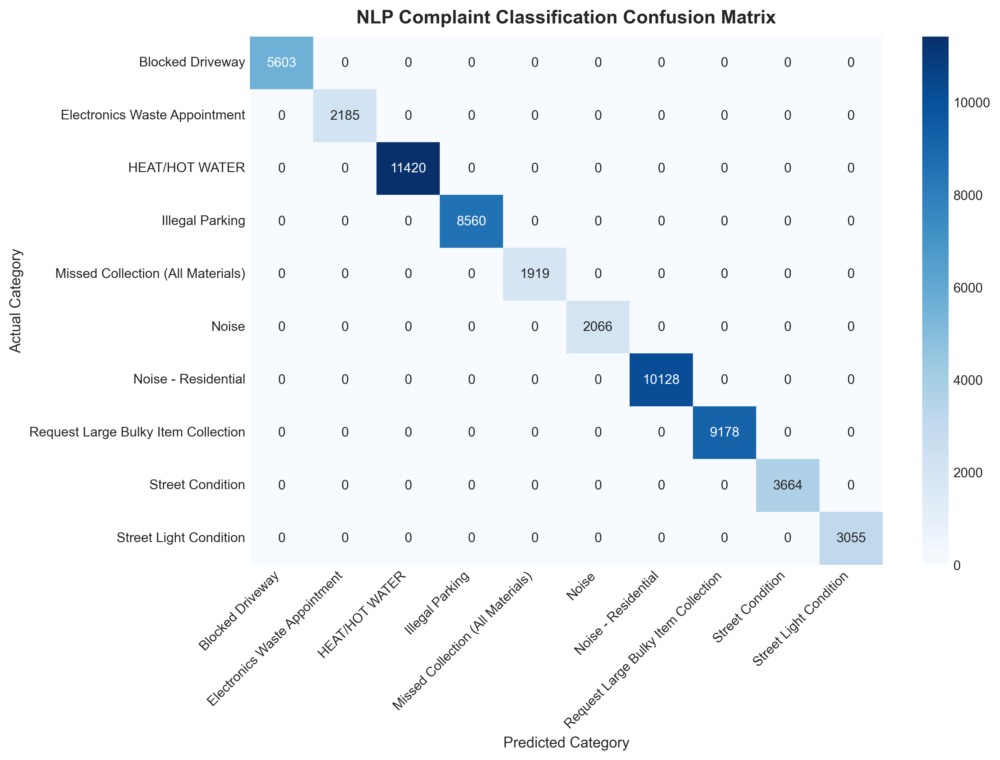 NLP Complaint Classification Confusion Matrix
Actual Category
Blocked Driveway 5603 0 0 0 0 0 0 0 0 0
Electronics Waste Appointment 0 2185 0 0 0 0 0 0 0 0
HEAT/HOT WATER 0 0 11420 0 0 0 0 0 0 0
Illegal Parking 0 0 0 8560 0 0 0 0 0 0
Missed Collection (All Materials) 0 0 0 0 1919 0 0 0 0 0
Noise 0 0 0 0 0 2066 0 0 0 0
Noise - Residential 0 0 0 0 0 0 10128 0 0 0
Request Large Bulky Item Collection 0 0 0 0 0 0 0 9178 0 0
Street Condition 0 0 0 0 0 0 0 0 3664 0
Street Light Condition 0 0 0 0 0 0 0 0 0 3055
Blocked Driveway
Electronics Waste Appointment
HEAT/HOT WATER
Illegal Parking
Missed Collection (All Materials)
Noise
Noise - Residential
Request Large Bulky Item Collection
Street Condition
Street Light Condition
Predicted Category
10000
8000
6000
4000
2000
0